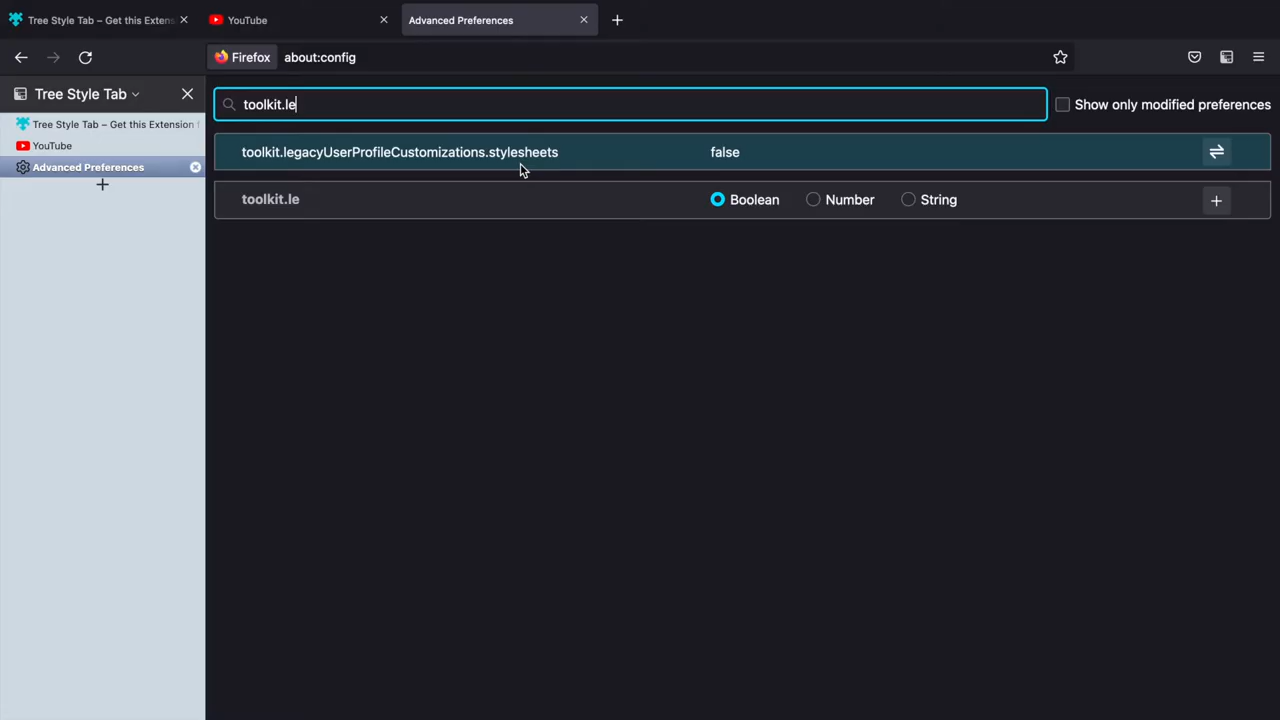 Tree Style Tab – Get this Extens
YouTube
Advanced Preferences
Firefox
about:config
Tree Style Tab
toolkit.le
Show only modified preferences
Tree Style Tab – Get this Extension f
YouTube
Advanced Preferences
toolkit.legacyUserProfileCustomizations.stylesheets false
toolkit.le Boolean Number String